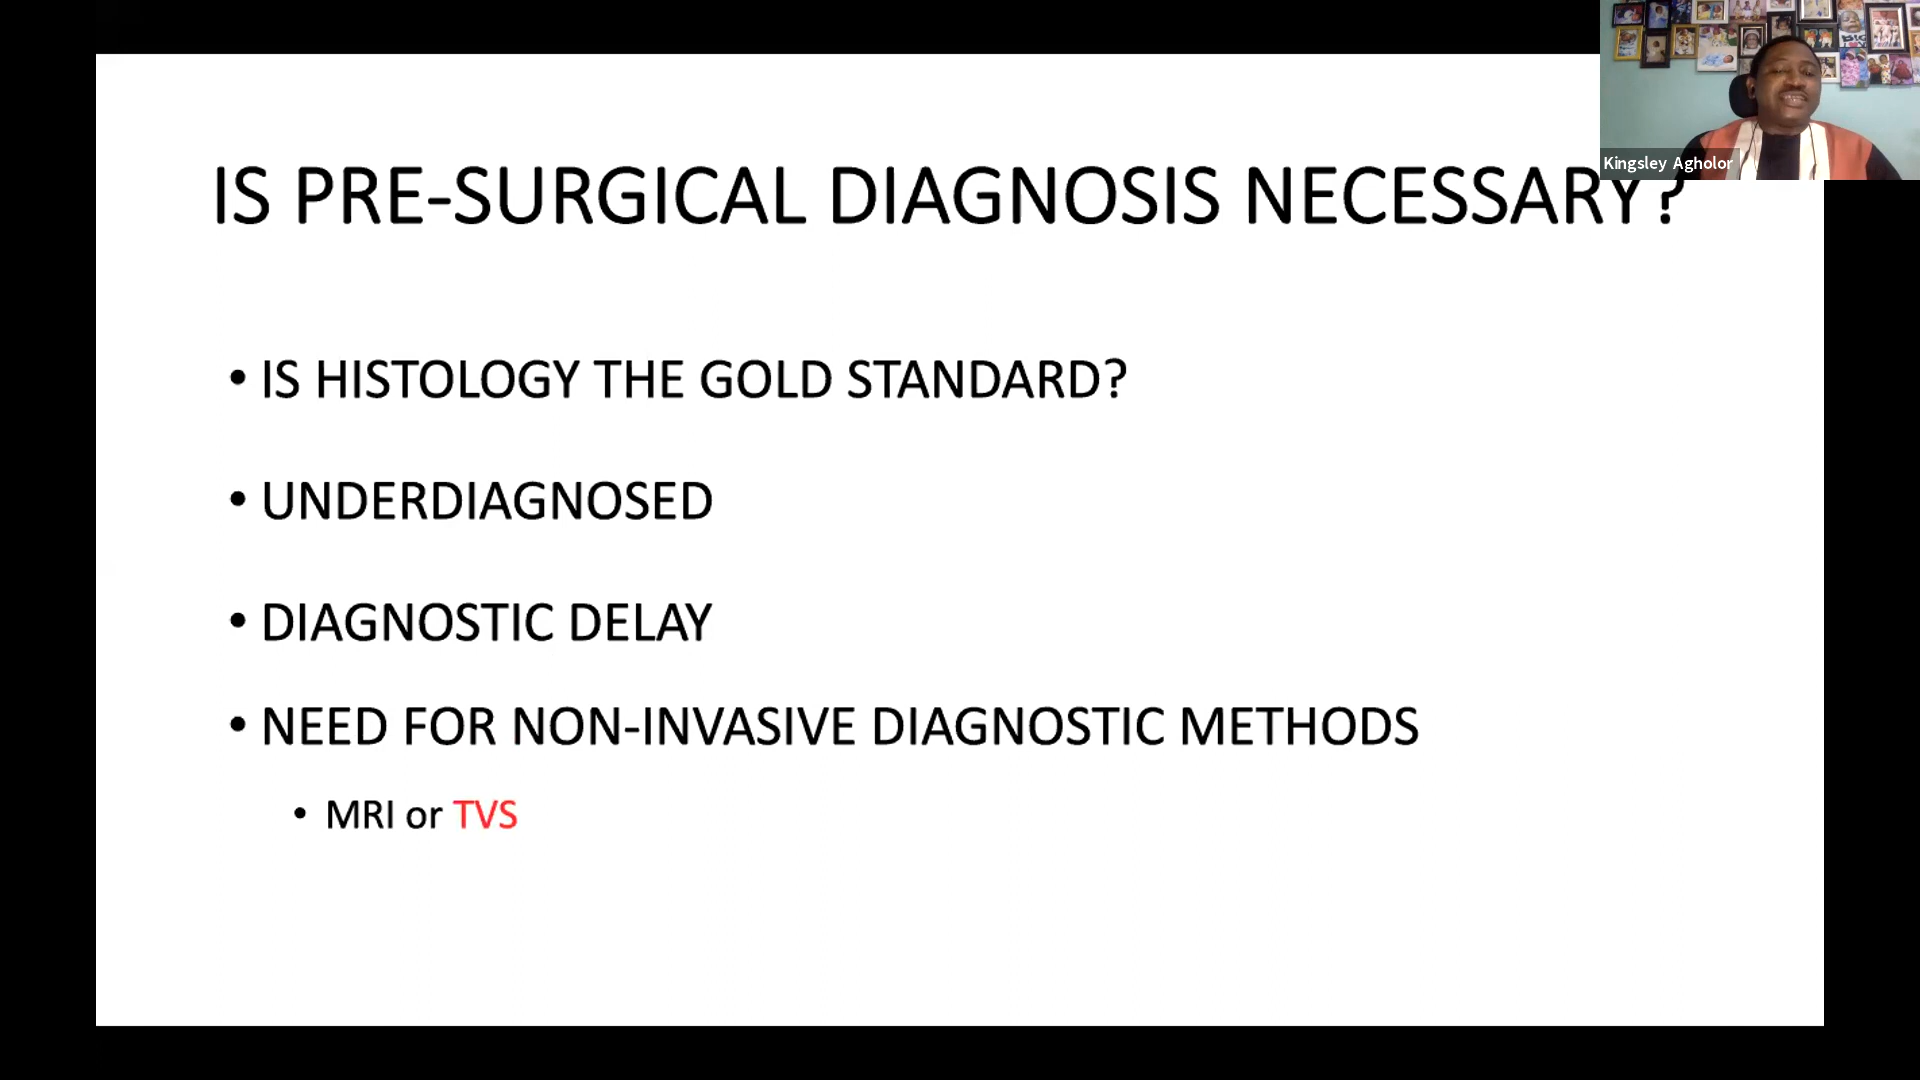 IS PRE-SURGICAL DIAGNOSIS NECESSARY?
Kingsley Agholor
• IS HISTOLOGY THE GOLD STANDARD?
• UNDERDIAGNOSED
• DIAGNOSTIC DELAY
• NEED FOR NON-INVASIVE DIAGNOSTIC METHODS
• MRI or TVS